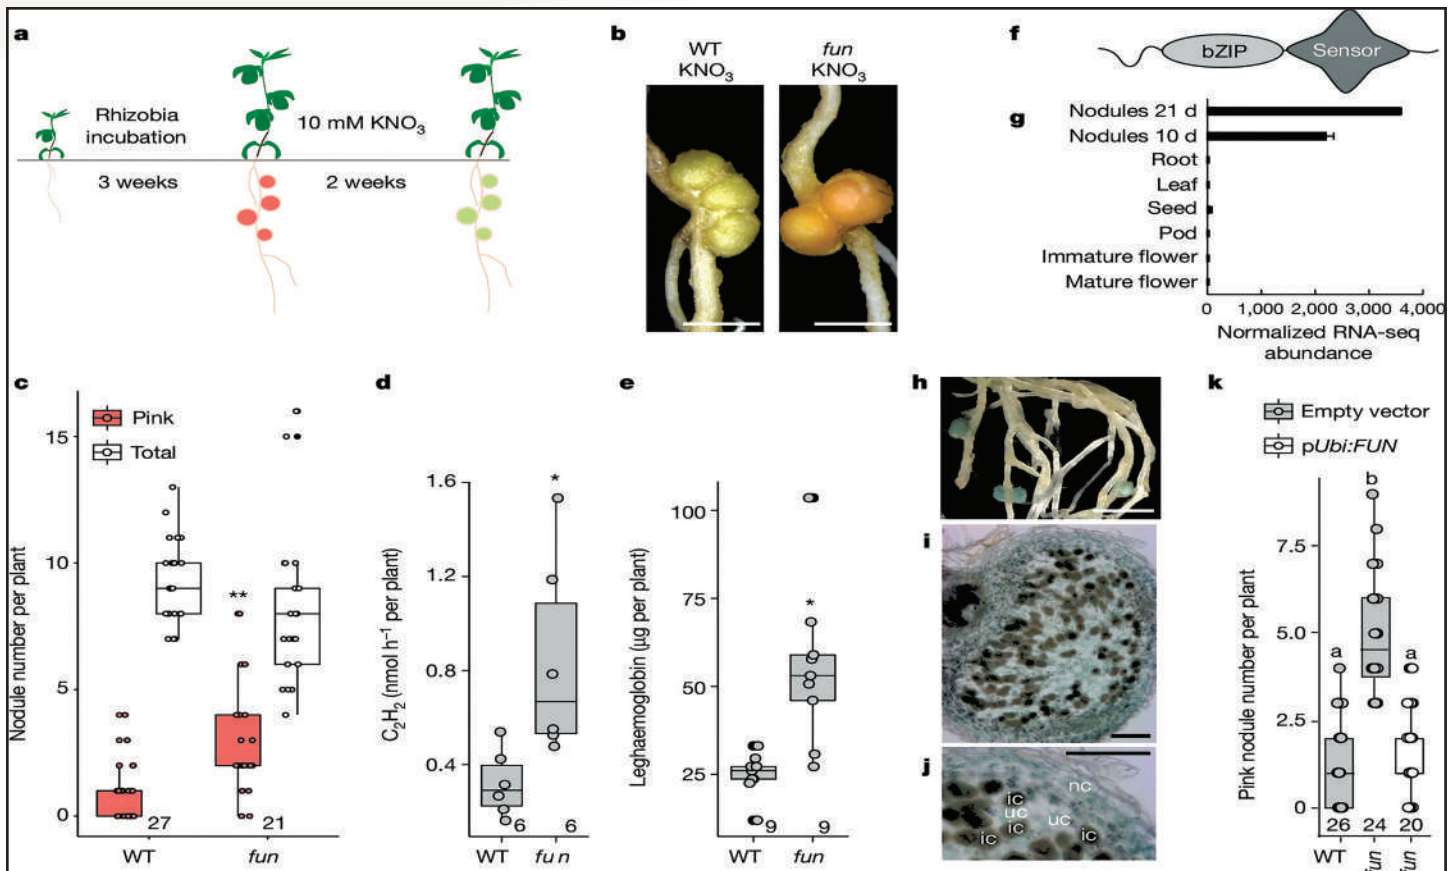 a
Rhizobia
incubation
10 mM KNO₃
3 weeks
2 weeks
b
WT
KNO₃
fun
KNO₃
f
bZIP
Sensor
g
Nodules 21 d
Nodules 10 d
Root
Leaf
Seed
Pod
Immature flower
Mature flower
0 1,000 2,000 3,000 4,000
Normalized RNA-seq
abundance
c
Nodule number per plant
15
10
5
0
Pink
Total
**
27
21
WT
fun
d
C₂H₂ (nmol h⁻¹ per plant)
1.6
1.2
0.8
0.4
*
6
6
WT
fun
e
Leghaemoglobin (µg per plant)
100
75
50
25
*
9
9
WT
fun
h
i
j
nc
ic
uc
uc
ic
ic
ic
k
Empty vector
pUbi:FUN
Pink nodule number per plant
7.5
5.0
2.5
0
a
b
a
26
24
20
WT
fun
fun